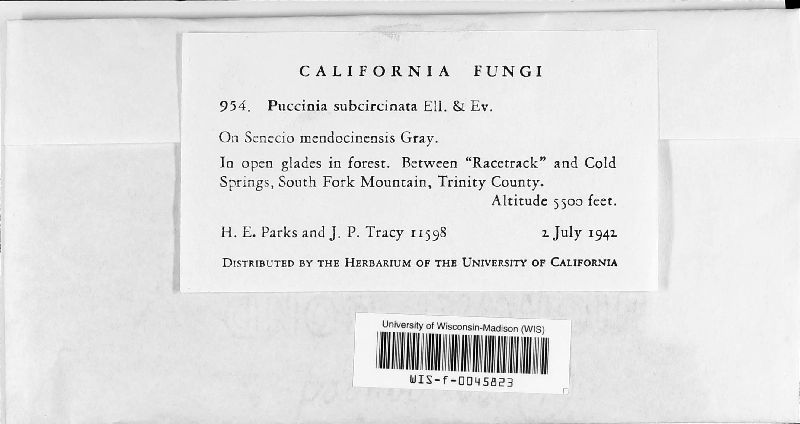 CALIFORNIA FUNGI
954. Puccinia subcircinata Ell. & Ev.
On Senecio mendocinensis Gray.
In open glades in forest. Between "Racetrack" and Cold
Springs, South Fork Mountain, Trinity County.
Altitude 5500 feet.
H. E. Parks and J. P. Tracy 11598 2 July 1942
DISTRIBUTED BY THE HERBARIUM OF THE UNIVERSITY OF CALIFORNIA
University of Wisconsin-Madison (WIS)
WIS-f-0045823